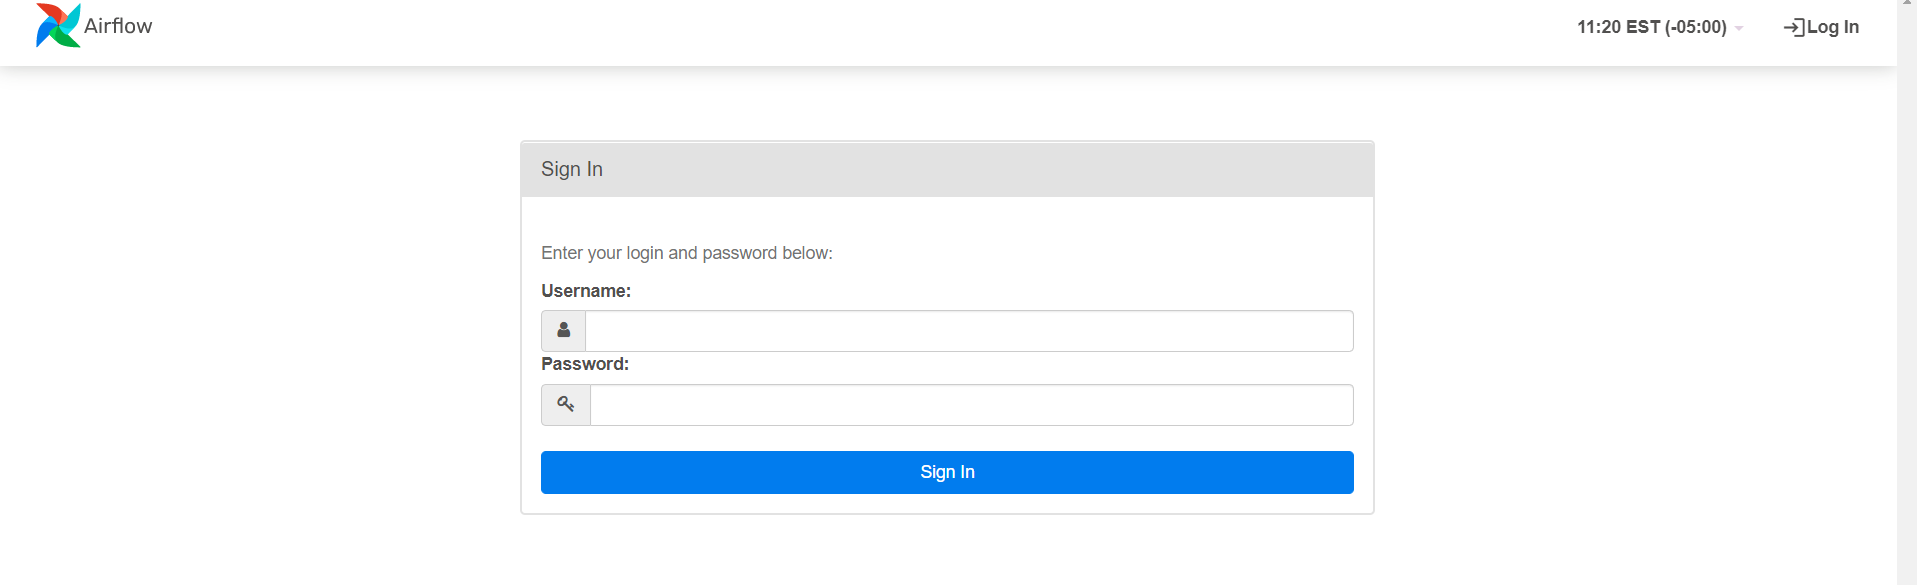 Airflow
11:20 EST (-05:00)
Log In
Sign In
Enter your login and password below:
Username:
Password:
Sign In